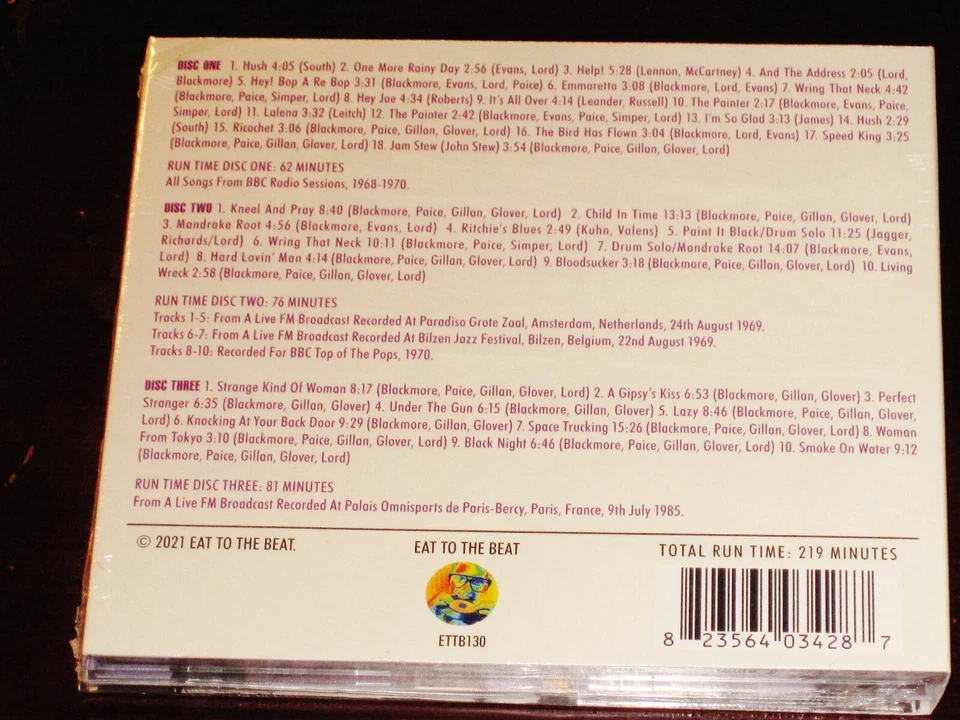 DISC ONE 1. Hush 4:05 (South) 2. One More Rainy Day 2:56 (Evans, Lord) 3. Help! 5:28 (Lennon, McCartney) 4. And The Address 2:05 (Lord,
Blackmore) 5. Hey! Bop A Re Bop 3:31 (Blackmore, Evans, Lord, Paice) 6. Emmaretta 3:08 (Blackmore, Lord, Evans) 7. Wring That Neck 4:42
(Blackmore, Paice, Simper, Lord) 8. Hey Joe 4:34 (Roberts) 9. It's All Over 4:14 (Leander, Russell) 10. The Painter 2:17 (Blackmore, Evans, Paice,
Simper, Lord) 11. Lalena 3:32 (Leitch) 12. The Painter 2:42 (Blackmore, Evans, Paice, Simper, Lord) 13. I'm So Glad 3:13 (James) 14. Hush 2:29
(South) 15. Ricochet 3:06 (Blackmore, Paice, Gillan, Glover, Lord) 16. The Bird Has Flown 3:04 (Blackmore, Lord, Evans) 17. Speed King 3:25
(Blackmore, Paice, Gillan, Glover, Lord) 18. Jam Stew (John Stew) 3:54 (Blackmore, Paice, Gillan, Glover, Lord)
RUN TIME DISC ONE: 62 MINUTES
All Songs From BBC Radio Sessions, 1968-1970.
DISC TWO 1. Kneel And Pray 8:40 (Blackmore, Paice, Gillan, Glover, Lord) 2. Child In Time 13:13 (Blackmore, Paice, Gillan, Glover, Lord)
3. Mandrake Root 4:56 (Blackmore, Evans, Lord) 4. Ritchie's Blues 2:49 (Kuhn, Valens) 5. Paint It Black/Drum Solo 11:25 (Jagger,
Richards/Lord) 6. Wring That Neck 10:11 (Blackmore, Paice, Simper, Lord) 7. Drum Solo/Mandrake Root 14:07 (Blackmore, Evans,
Lord) 8. Hard Lovin' Man 4:14 (Blackmore, Paice, Gillan, Glover, Lord) 9. Bloodsucker 3:18 (Blackmore, Paice, Gillan, Glover, Lord) 10. Living
Wreck 2:58 (Blackmore, Paice, Gillan, Glover, Lord)
RUN TIME DISC TWO: 76 MINUTES
Tracks 1-5: From A Live FM Broadcast Recorded At Paradiso Grote Zaal, Amsterdam, Netherlands, 24th August 1969.
Tracks 6-7: From A Live FM Broadcast Recorded At Bilzen Jazz Festival, Bilzen, Belgium, 22nd August 1969.
Tracks 8-10: Recorded For BBC Top of The Pops, 1970.
DISC THREE 1. Strange Kind Of Woman 8:17 (Blackmore, Paice, Gillan, Glover, Lord) 2. A Gipsy's Kiss 6:53 (Blackmore, Gillan, Glover) 3. Perfect
Stranger 6:35 (Blackmore, Gillan, Glover) 4. Under The Gun 6:15 (Blackmore, Gillan, Glover) 5. Lazy 8:46 (Blackmore, Paice, Gillan, Glover,
Lord) 6. Knocking At Your Back Door 9:29 (Blackmore, Gillan, Glover) 7. Space Trucking 15:26 (Blackmore, Paice, Gillan, Glover, Lord) 8. Woman
From Tokyo 3:10 (Blackmore, Paice, Gillan, Glover, Lord) 9. Black Night 6:46 (Blackmore, Paice, Gillan, Glover, Lord) 10. Smoke On Water 9:12
(Blackmore, Paice, Gillan, Glover, Lord)
RUN TIME DISC THREE: 81 MINUTES
From A Live FM Broadcast Recorded At Palais Omnisports de Paris-Bercy, Paris, France, 9th July 1985.
© 2021 EAT TO THE BEAT.
EAT TO THE BEAT
TOTAL RUN TIME: 219 MINUTES
ETTB130
8 23564 03428 7